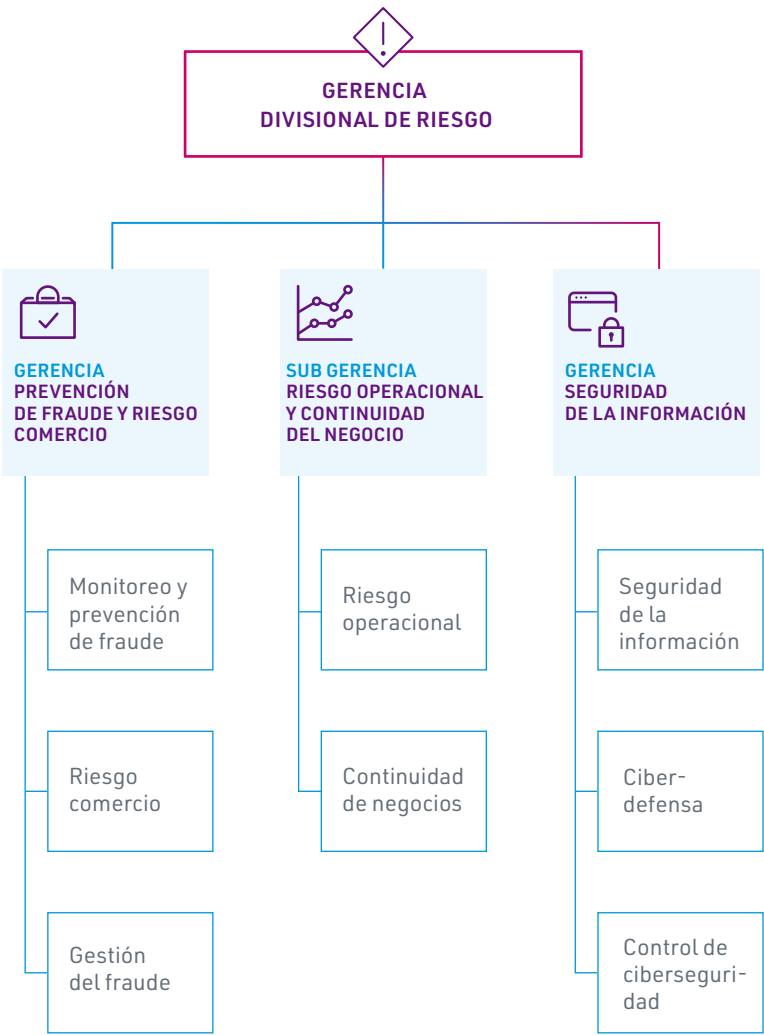 GERENCIA
DIVISIONAL DE RIESGO
GERENCIA
PREVENCIÓN
DE FRAUDE Y RIESGO
COMERCIO
Monitoreo y
prevención
de fraude
Riesgo
comercio
Gestión
del fraude
SUB GERENCIA
RIESGO OPERACIONAL
Y CONTINUIDAD
DEL NEGOCIO
Riesgo
operacional
Continuidad
de negocios
GERENCIA
SEGURIDAD
DE LA INFORMACIÓN
Seguridad
de la
información
Ciber-
defensa
Control de
ciberseguri-
dad